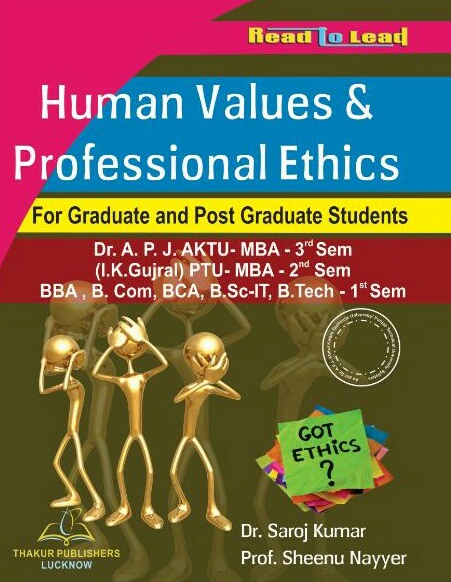 Read to Lead
Human Values &
Professional Ethics
For Graduate and Post Graduate Students
Dr. A. P. J. AKTU- MBA - 3rd Sem
(I.K.Gujral) PTU- MBA - 2nd Sem
BBA , B. Com, BCA, B.Sc-IT, B.Tech - 1st Sem
GOT
ETHiCS
?
Dr. Saroj Kumar
Prof. Sheenu Nayyer
THAKUR PUBLISHERS
LUCKNOW